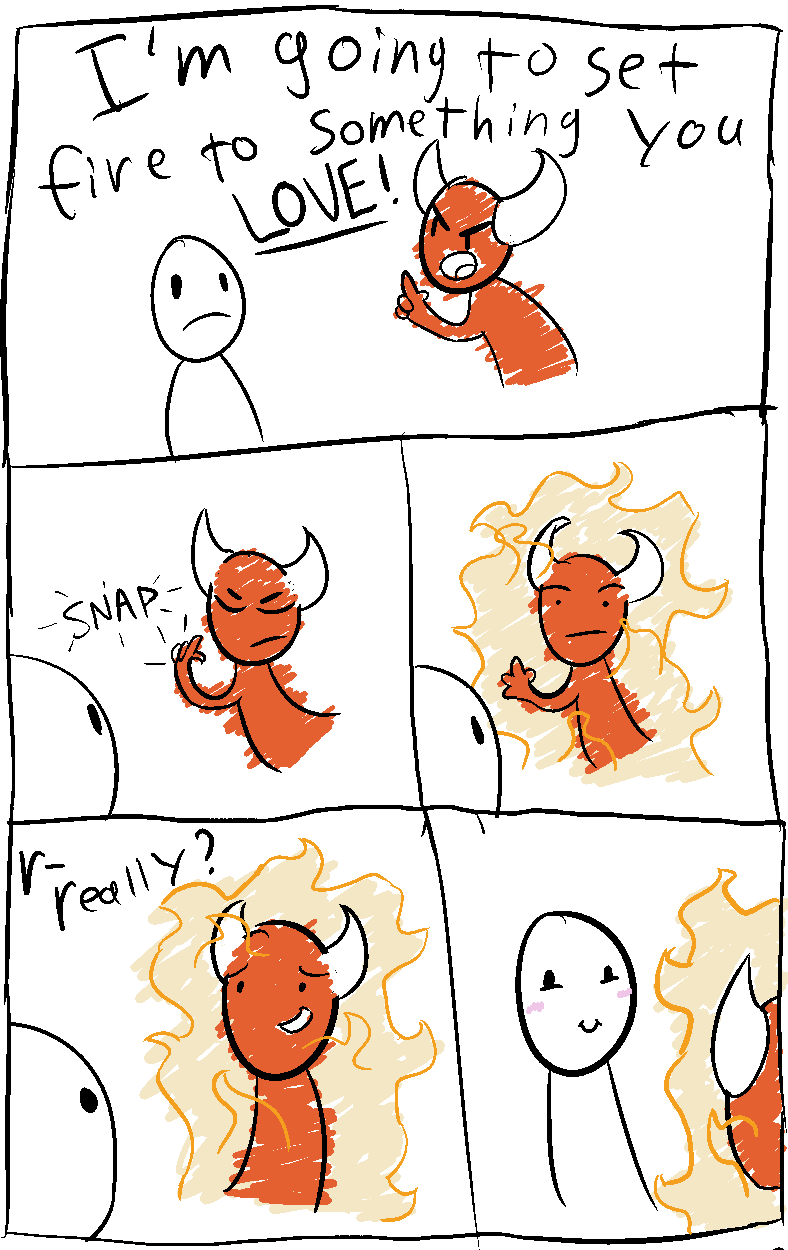 I'm going to set
fire to something you
LOVE!
SNAP
r-
really?